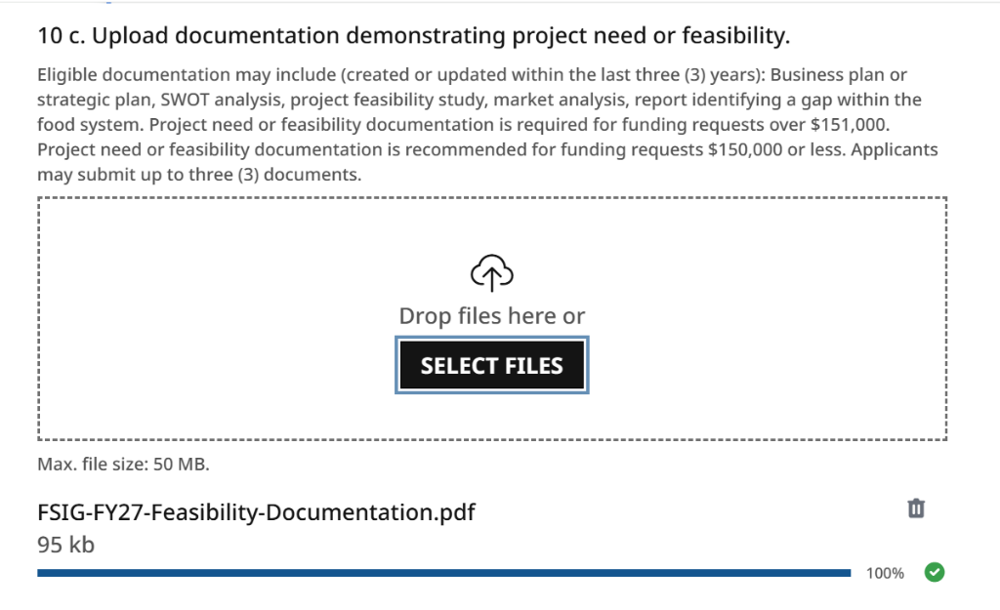 10 c. Upload documentation demonstrating project need or feasibility.
Eligible documentation may include (created or updated within the last three (3) years): Business plan or
strategic plan, SWOT analysis, project feasibility study, market analysis, report identifying a gap within the
food system. Project need or feasibility documentation is required for funding requests over $151,000.
Project need or feasibility documentation is recommended for funding requests $150,000 or less. Applicants
may submit up to three (3) documents.
Drop files here or
SELECT FILES
Max. file size: 50 MB.
FSIG-FY27-Feasibility-Documentation.pdf
95 kb
100%